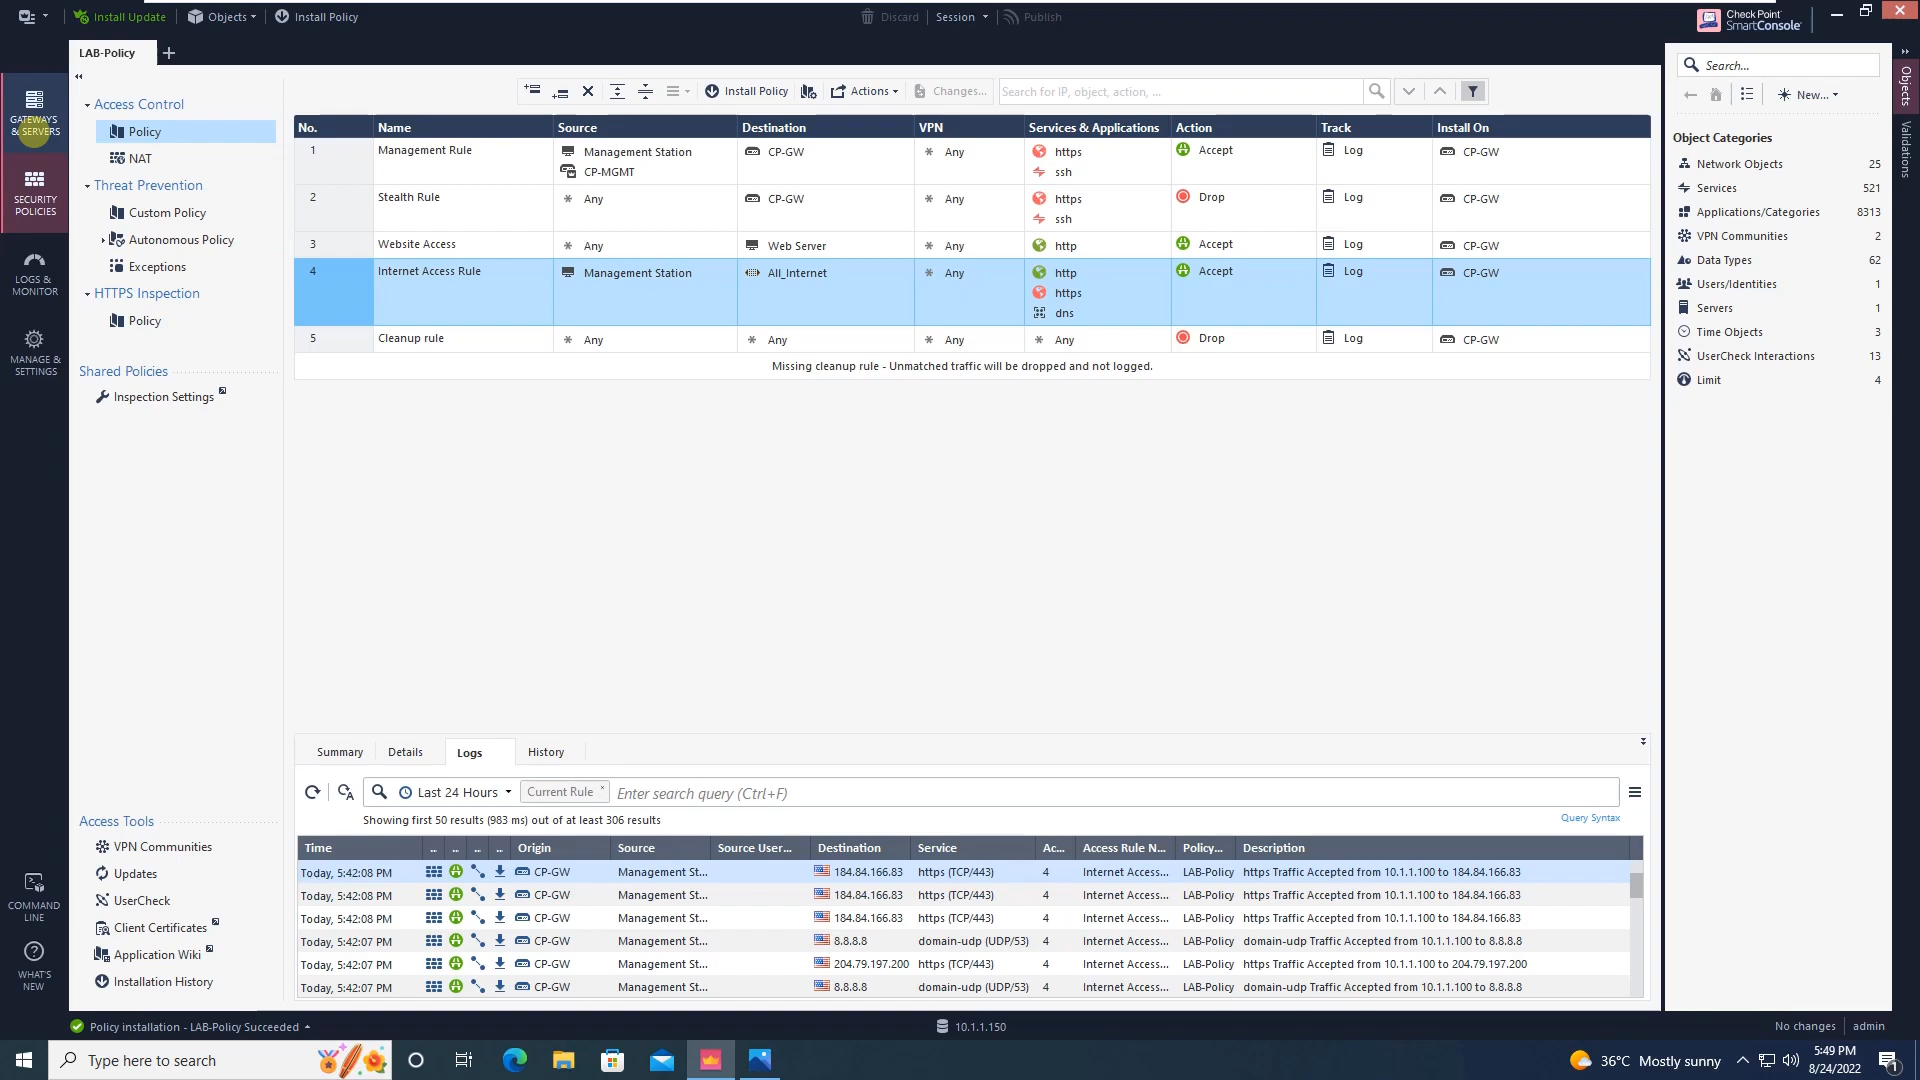 Install Update
Objects
Install Policy
Discard
Session
Publish
Check Point
SmartConsole
LAB-Policy
GATEWAYS
& SERVERS
SECURITY
POLICIES
LOGS &
MONITOR
MANAGE &
SETTINGS
COMMAND
LINE
WHAT'S
NEW
Access Control
Policy
NAT
Threat Prevention
Custom Policy
Autonomous Policy
Exceptions
HTTPS Inspection
Policy
Shared Policies
Inspection Settings
Access Tools
VPN Communities
Updates
UserCheck
Client Certificates
Application Wiki
Installation History
Install Policy
Actions
Changes...
Search for IP, object, action, ...
No. Name Source Destination VPN Services & Applications Action Track Install On
1 Management Rule Management Station CP-GW Any https Accept Log CP-GW
CP-MGMT ssh
2 Stealth Rule Any CP-GW Any https Drop Log CP-GW
ssh
3 Website Access Any Web Server Any http Accept Log CP-GW
4 Internet Access Rule Management Station All_Internet Any http Accept Log CP-GW
https
dns
5 Cleanup rule Any Any Any Any Drop Log CP-GW
Missing cleanup rule - Unmatched traffic will be dropped and not logged.
Summary Details Logs History
Last 24 Hours Current Rule Enter search query (Ctrl+F)
Showing first 50 results (983 ms) out of at least 306 results
Query Syntax
Time ... ... ... ... Origin Source Source User... Destination Service Ac... Access Rule N... Policy... Description
Today, 5:42:08 PM CP-GW Management St... 184.84.166.83 https (TCP/443) 4 Internet Access... LAB-Policy https Traffic Accepted from 10.1.1.100 to 184.84.166.83
Today, 5:42:08 PM CP-GW Management St... 184.84.166.83 https (TCP/443) 4 Internet Access... LAB-Policy https Traffic Accepted from 10.1.1.100 to 184.84.166.83
Today, 5:42:08 PM CP-GW Management St... 184.84.166.83 https (TCP/443) 4 Internet Access... LAB-Policy https Traffic Accepted from 10.1.1.100 to 184.84.166.83
Today, 5:42:07 PM CP-GW Management St... 8.8.8.8 domain-udp (UDP/53) 4 Internet Access... LAB-Policy domain-udp Traffic Accepted from 10.1.1.100 to 8.8.8.8
Today, 5:42:07 PM CP-GW Management St... 204.79.197.200 https (TCP/443) 4 Internet Access... LAB-Policy https Traffic Accepted from 10.1.1.100 to 204.79.197.200
Today, 5:42:07 PM CP-GW Management St... 8.8.8.8 domain-udp (UDP/53) 4 Internet Access... LAB-Policy domain-udp Traffic Accepted from 10.1.1.100 to 8.8.8.8
Search...
New...
Object Categories
Network Objects 25
Services 521
Applications/Categories 8313
VPN Communities 2
Data Types 62
Users/Identities 1
Servers 1
Time Objects 3
UserCheck Interactions 13
Limit 4
Objects
Validations
Policy installation - LAB-Policy Succeeded
10.1.1.150
No changes
admin
Type here to search
36°C Mostly sunny
5:49 PM
8/24/2022
1